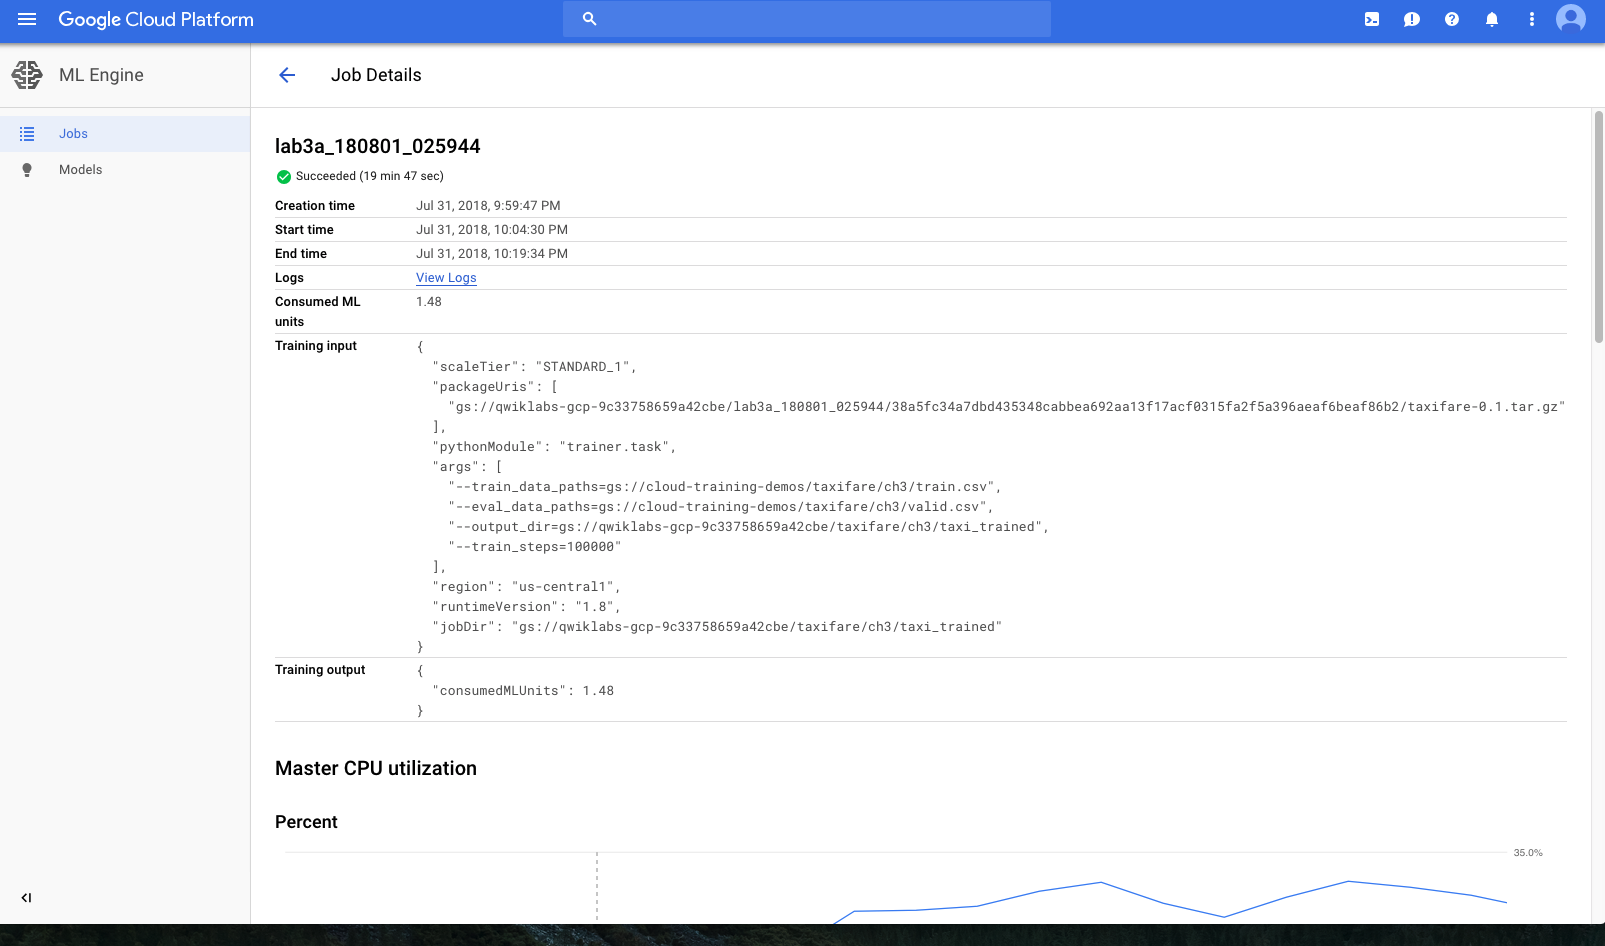 Google Cloud Platform
ML Engine
Job Details
Jobs
Models
lab3a_180801_025944
Succeeded (19 min 47 sec)
Creation time Jul 31, 2018, 9:59:47 PM
Start time Jul 31, 2018, 10:04:30 PM
End time Jul 31, 2018, 10:19:34 PM
Logs View Logs
Consumed ML units 1.48
Training input {
"scaleTier": "STANDARD_1",
"packageUris": [
"gs://qwiklabs-gcp-9c33758659a42cbe/lab3a_180801_025944/38a5fc34a7dbd435348cabbea692aa13f17acf0315fa2f5a396aeaf6beaf86b2/taxifare-0.1.tar.gz"
],
"pythonModule": "trainer.task",
"args": [
"--train_data_paths=gs://cloud-training-demos/taxifare/ch3/train.csv",
"--eval_data_paths=gs://cloud-training-demos/taxifare/ch3/valid.csv",
"--output_dir=gs://qwiklabs-gcp-9c33758659a42cbe/taxifare/ch3/taxi_trained",
"--train_steps=100000"
],
"region": "us-central1",
"runtimeVersion": "1.8",
"jobDir": "gs://qwiklabs-gcp-9c33758659a42cbe/taxifare/ch3/taxi_trained"
}
Training output {
"consumedMLUnits": 1.48
}
Master CPU utilization
Percent
35.0%